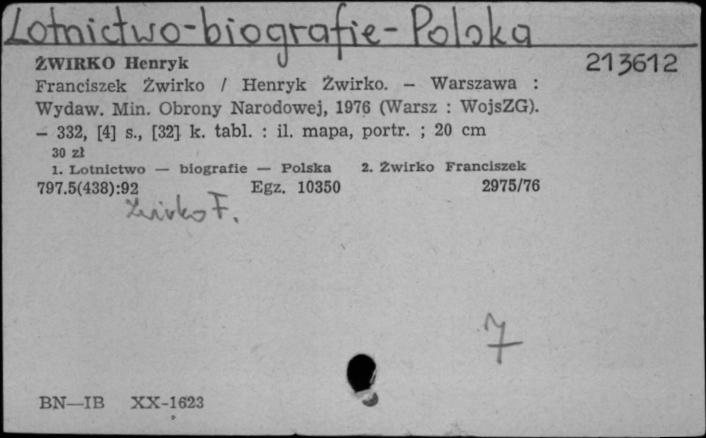 Lotnictwo-biografie-Polska
ŻWIRKO Henryk 213612
Franciszek Żwirko / Henryk Żwirko. – Warszawa :
Wydaw. Min. Obrony Narodowej, 1976 (Warsz : WojsZG).
– 332, [4] s., [32] k. tabl. : il. mapa, portr. ; 20 cm
30 zł
1. Lotnictwo — biografie — Polska 2. Żwirko Franciszek
797.5(438):92 Egz. 10350 2975/76
Żwirko F.
7
BN—IB XX-1623